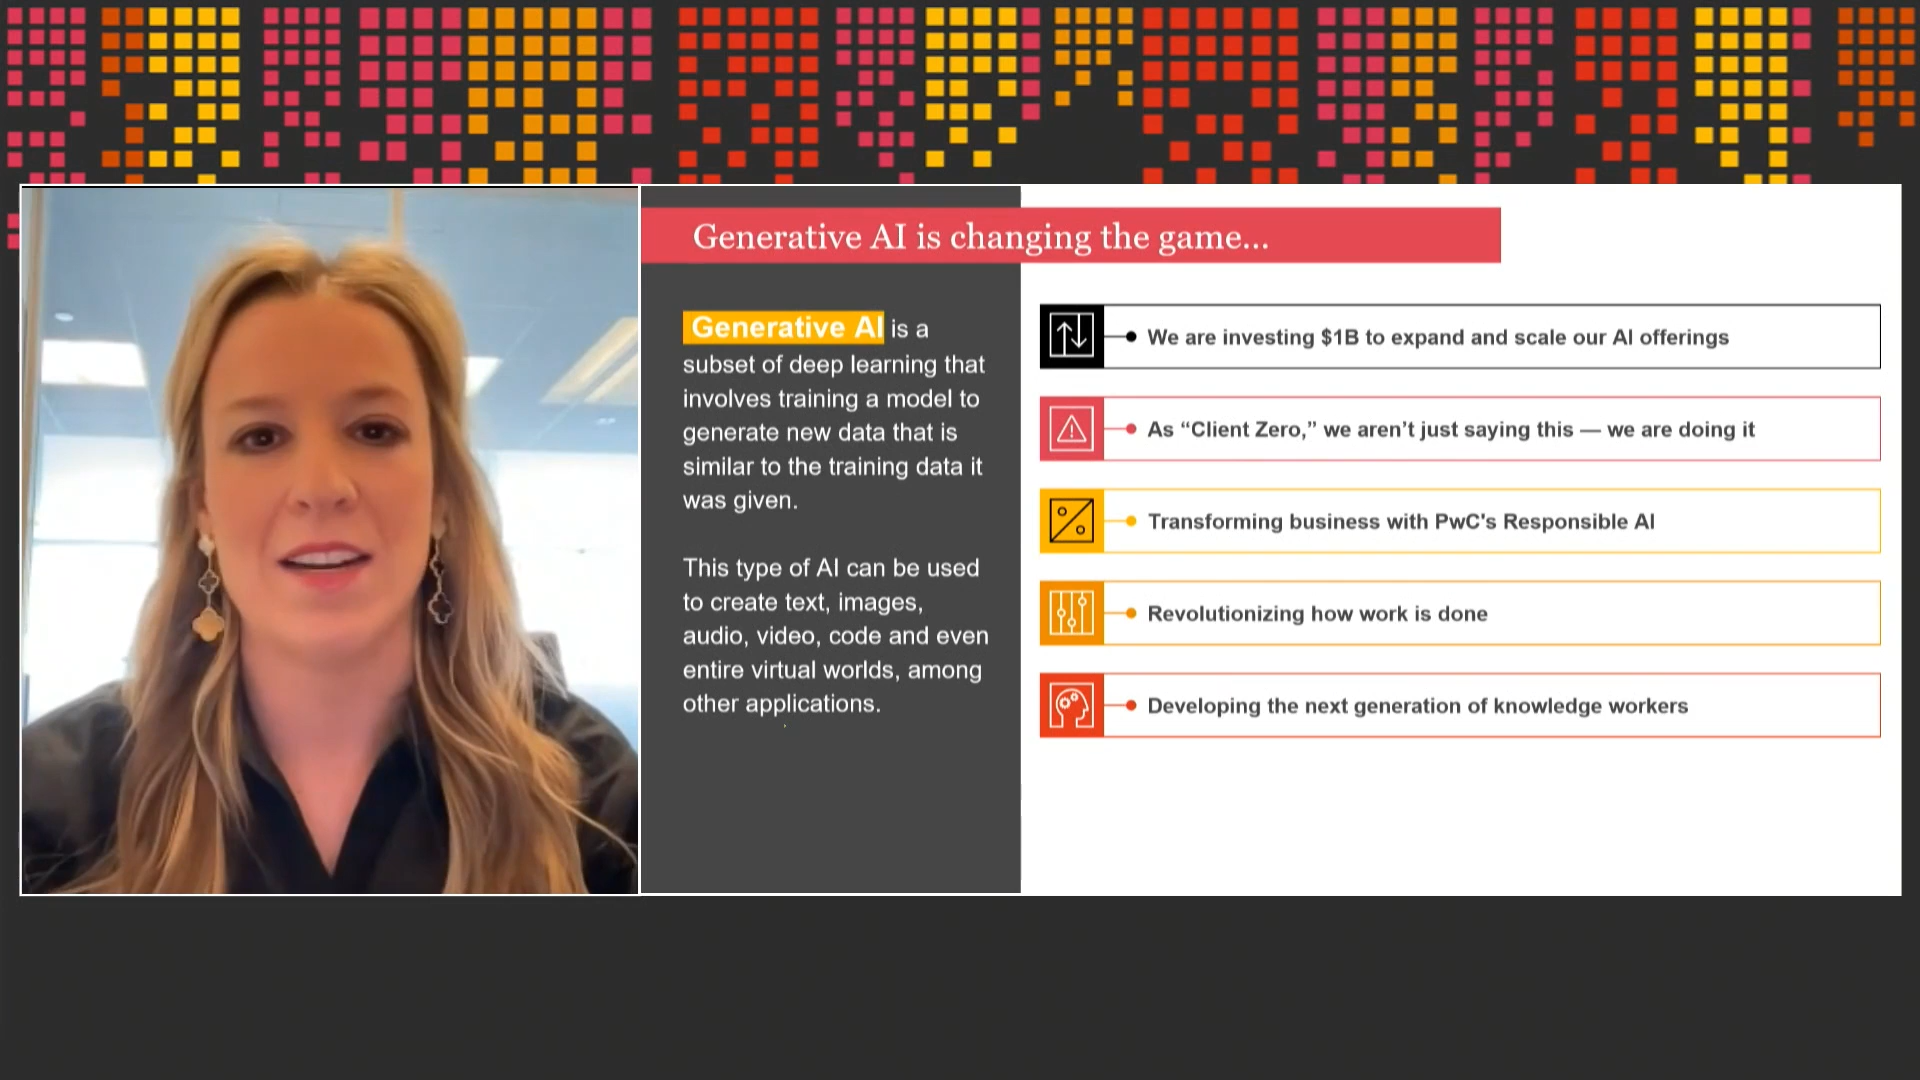 Generative AI is changing the game...
Generative AI is a
subset of deep learning that
involves training a model to
generate new data that is
similar to the training data it
was given.
This type of AI can be used
to create text, images,
audio, video, code and even
entire virtual worlds, among
other applications.
We are investing $1B to expand and scale our AI offerings
As “Client Zero,” we aren’t just saying this — we are doing it
Transforming business with PwC's Responsible AI
Revolutionizing how work is done
Developing the next generation of knowledge workers